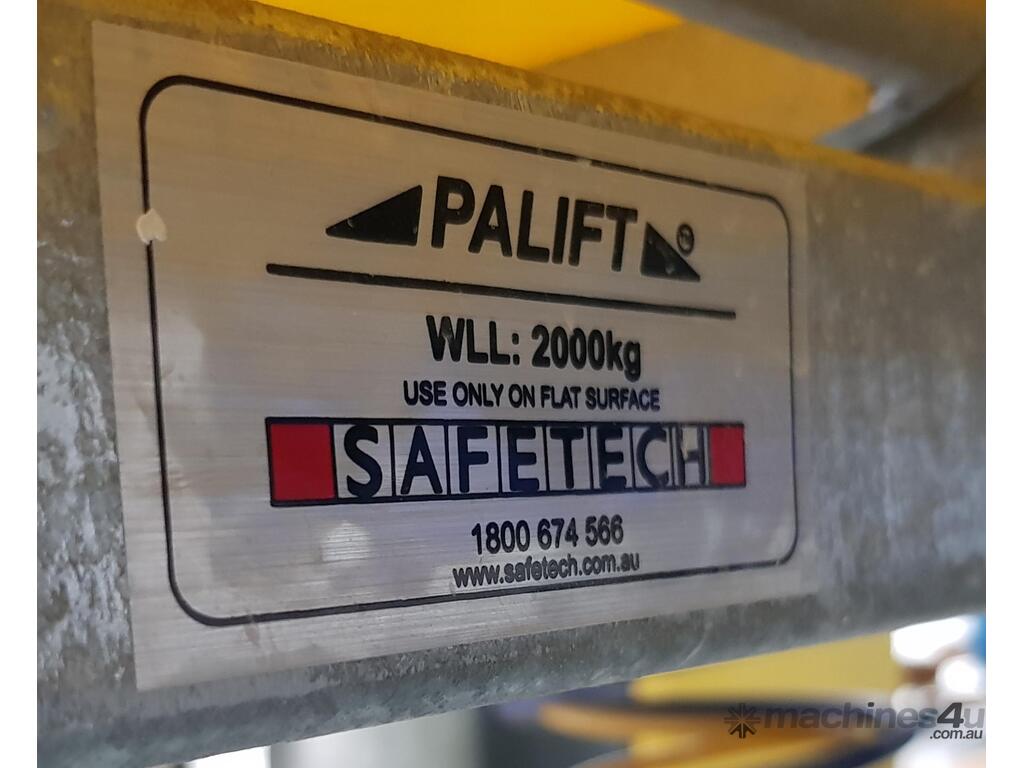 PALIFT TM
WLL: 2000kg
USE ONLY ON FLAT SURFACE
SAFETECH
1800 674 566
www.safetech.com.au
machines4u
.com.au